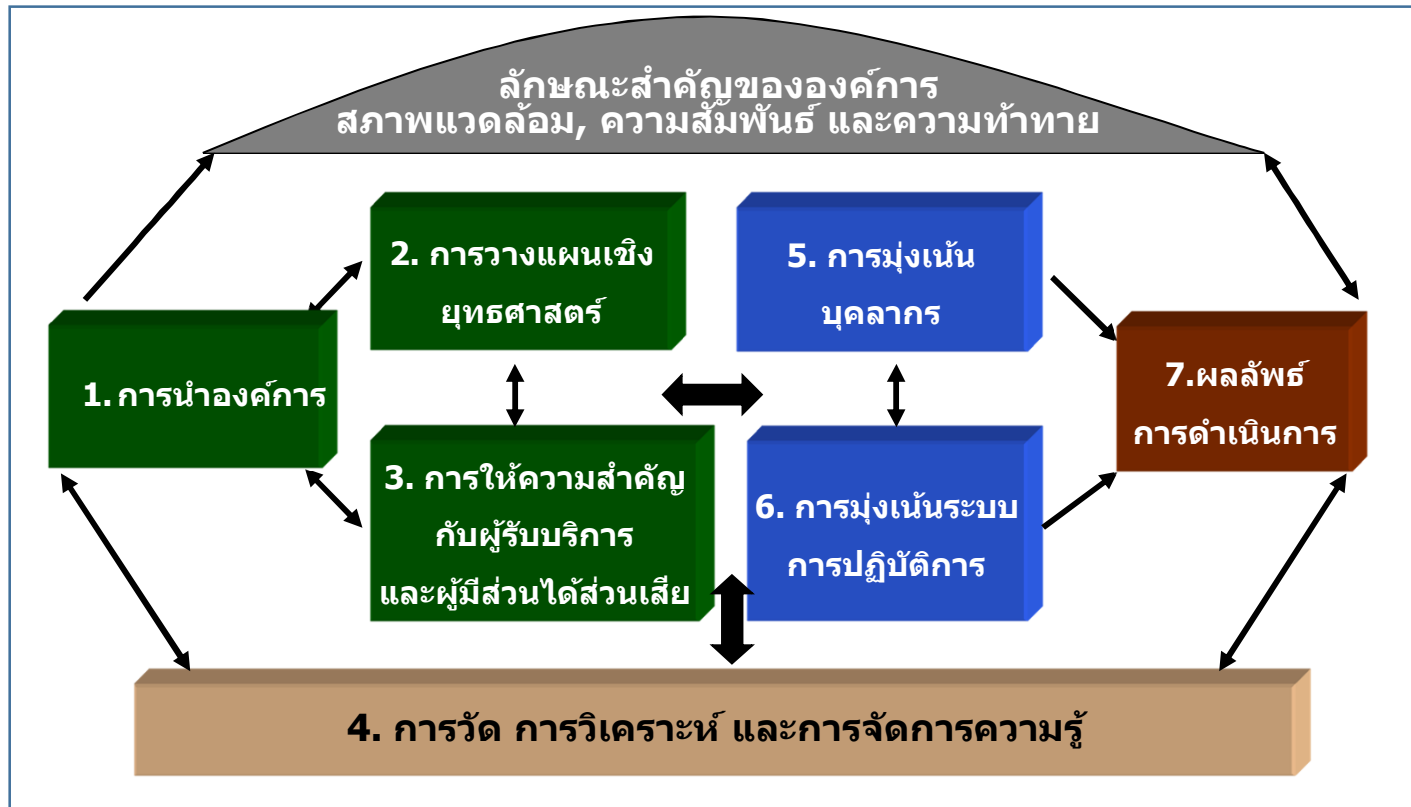 ลักษณะสำคัญขององค์การ
สภาพแวดล้อม, ความสัมพันธ์ และความท้าทาย
1. การนำองค์การ
2. การวางแผนเชิง
ยุทธศาสตร์
3. การให้ความสำคัญ
กับผู้รับบริการ
และผู้มีส่วนได้ส่วนเสีย
5. การมุ่งเน้น
บุคลากร
6. การมุ่งเน้นระบบ
การปฏิบัติการ
7.ผลลัพธ์
การดำเนินการ
4. การวัด การวิเคราะห์ และการจัดการความรู้